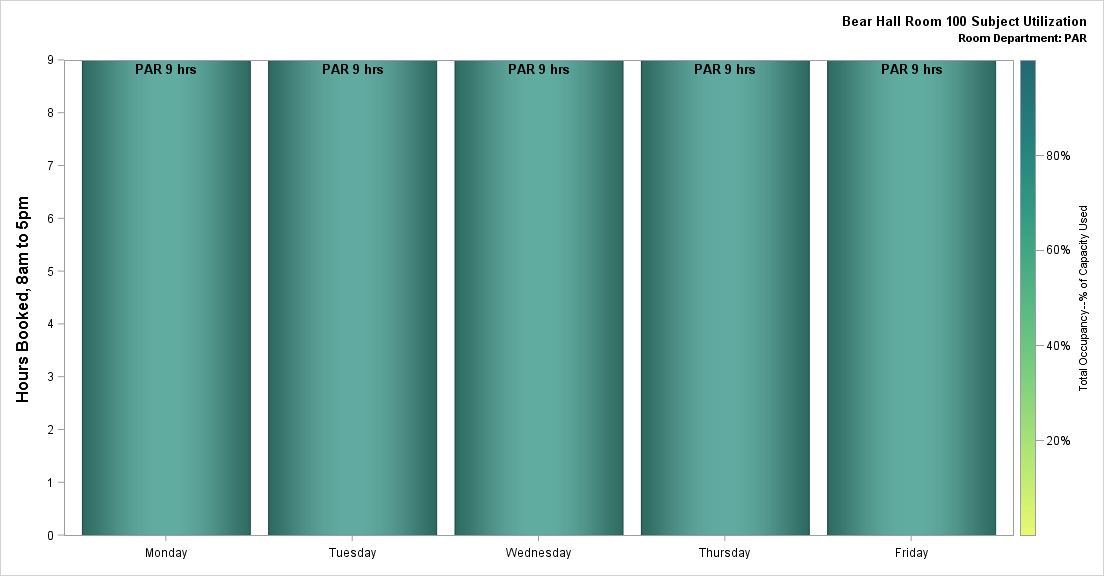 Bear Hall Room 100 Subject Utilization
Room Department: PAR
Hours Booked, 8am to 5pm
9
8
7
6
5
4
3
2
1
0
PAR 9 hrs
PAR 9 hrs
PAR 9 hrs
PAR 9 hrs
PAR 9 hrs
Monday
Tuesday
Wednesday
Thursday
Friday
80%
60%
40%
20%
Total Occupancy--% of Capacity Used